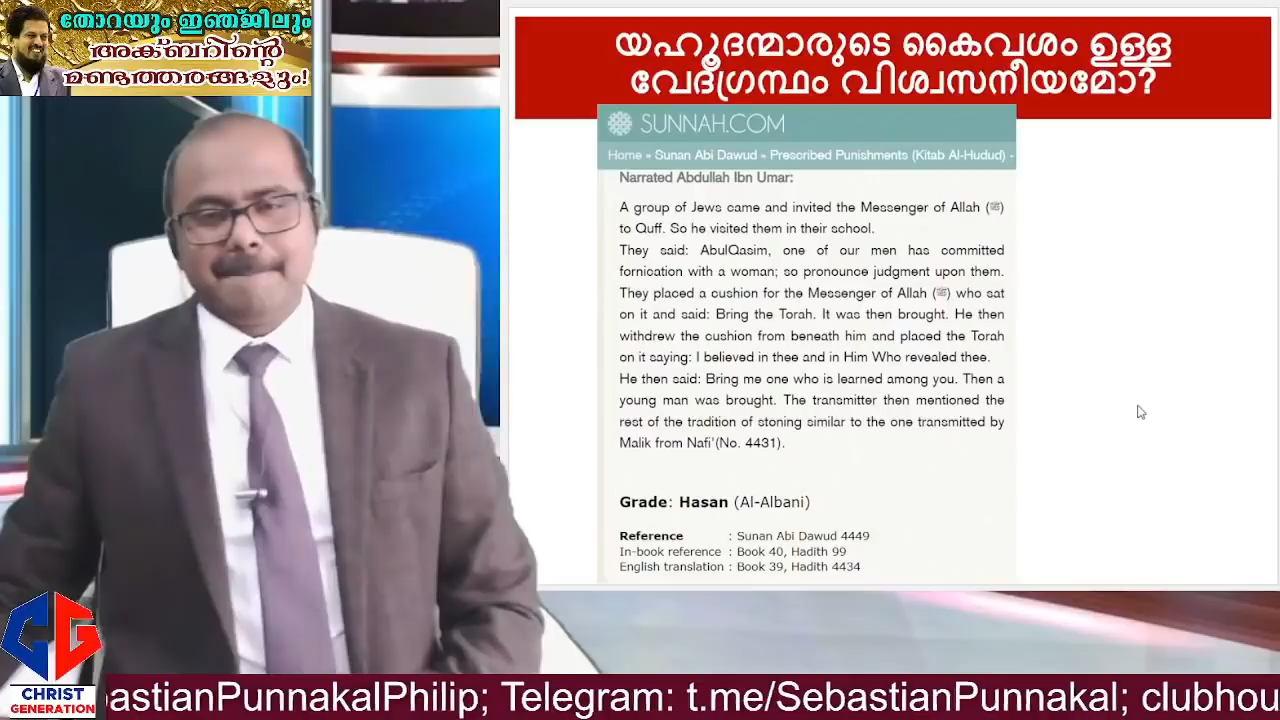 തോറയും ഇഞ്ജീലും
അക്ബറിന്റെ
മണ്ടത്തരങ്ങളും!
യഹൂദന്മാരുടെ കൈവശം ഉള്ള
വേദഗ്രന്ഥം വിശ്വസനീയമോ?
SUNNAH.COM
Home » Sunan Abi Dawud » Prescribed Punishments (Kitab Al-Hudud) -
Narrated Abdullah Ibn Umar:
A group of Jews came and invited the Messenger of Allah (ﷺ)
to Quff. So he visited them in their school.
They said: AbulQasim, one of our men has committed
fornication with a woman; so pronounce judgment upon them.
They placed a cushion for the Messenger of Allah (ﷺ) who sat
on it and said: Bring the Torah. It was then brought. He then
withdrew the cushion from beneath him and placed the Torah
on it saying: I believed in thee and in Him Who revealed thee.
He then said: Bring me one who is learned among you. Then a
young man was brought. The transmitter then mentioned the
rest of the tradition of stoning similar to the one transmitted by
Malik from Nafi'(No. 4431).
Grade: Hasan (Al-Albani)
Reference : Sunan Abi Dawud 4449
In-book reference : Book 40, Hadith 99
English translation : Book 39, Hadith 4434
CG
CHRIST
GENERATION
bastianPunnakalPhilip; Telegram: t.me/SebastianPunnakal; clubhou